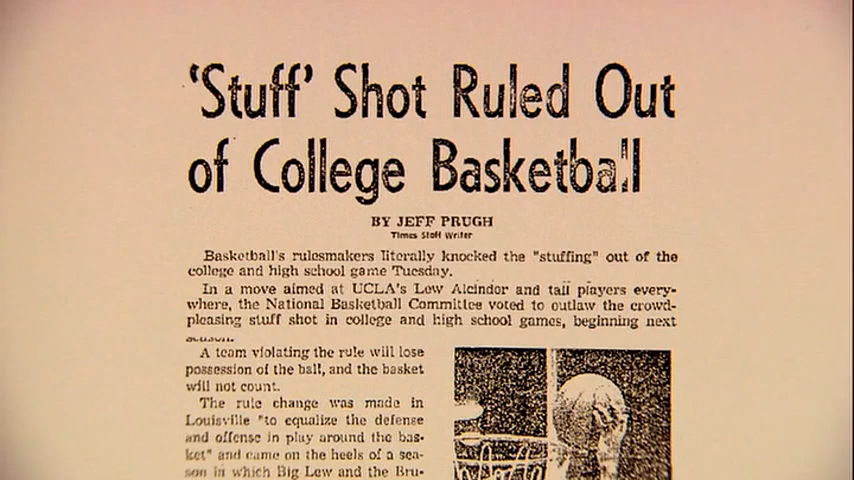 'Stuff' Shot Ruled Out
of College Basketball
BY JEFF PRUGH
Times Staff Writer
Basketball's rulesmakers literally knocked the "stuffing" out of the
college and high school game Tuesday.
In a move aimed at UCLA's Lew Alcindor and tall players every-
where, the National Basketball Committee voted to outlaw the crowd-
pleasing stuff shot in college and high school games, beginning next
season.
A team violating the rule will lose
possession of the ball, and the basket
will not count.
The rule change was made in
Louisville "to equalize the defense
and offense in play around the bas-
ket" and came on the heels of a sea-
son in which Big Lew and the Bru-